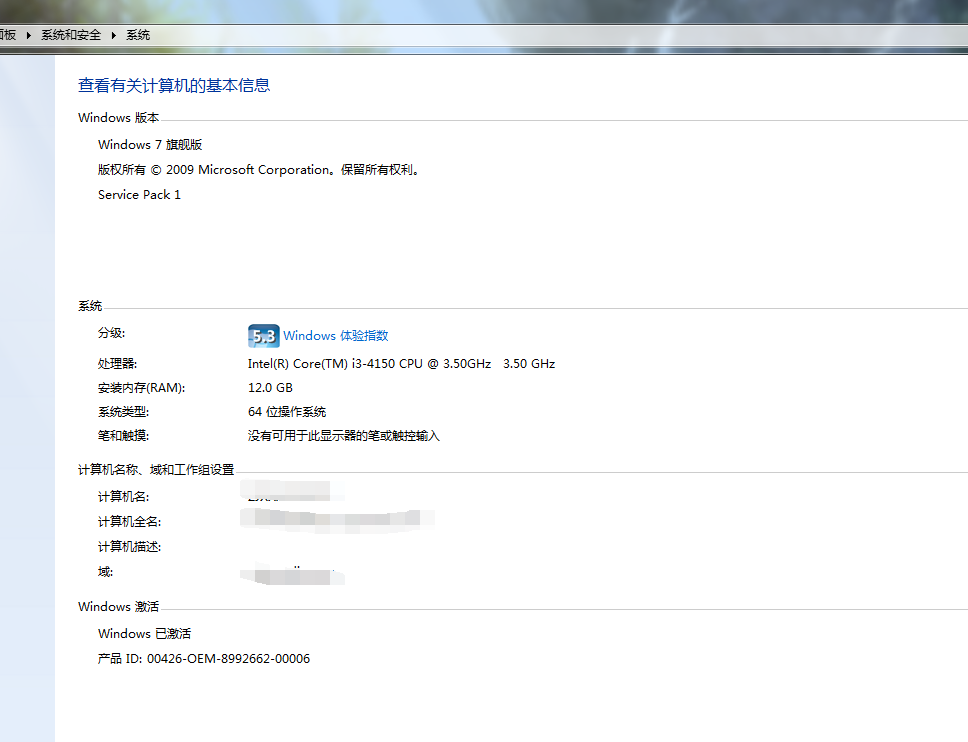 板 ▸ 系统和安全 ▸ 系统
查看有关计算机的基本信息
Windows 版本
Windows 7 旗舰版
版权所有 © 2009 Microsoft Corporation。保留所有权利。
Service Pack 1
系统
分级: 5.3 Windows 体验指数
处理器: Intel(R) Core(TM) i3-4150 CPU @ 3.50GHz 3.50 GHz
安装内存(RAM): 12.0 GB
系统类型: 64 位操作系统
笔和触摸: 没有可用于此显示器的笔或触控输入
计算机名称、域和工作组设置
计算机名:
计算机全名:
计算机描述:
域:
Windows 激活
Windows 已激活
产品 ID: 00426-OEM-8992662-00006